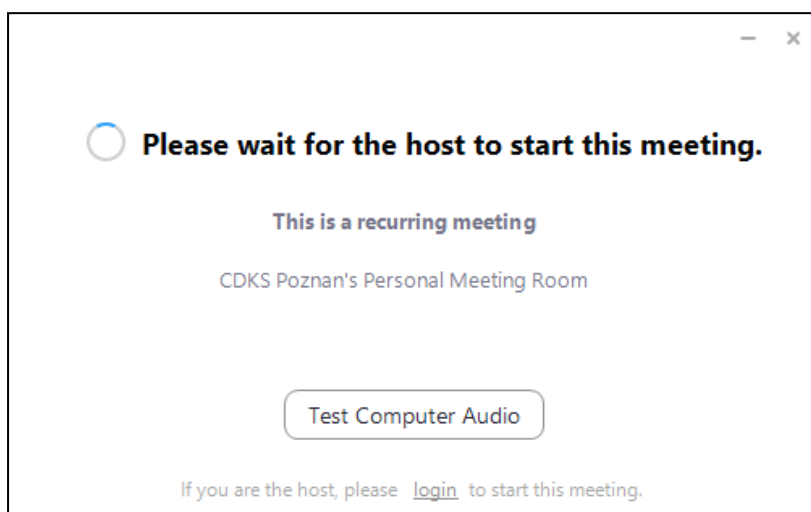 Please wait for the host to start this meeting.
This is a recurring meeting
CDKS Poznan's Personal Meeting Room
Test Computer Audio
If you are the host, please login to start this meeting.